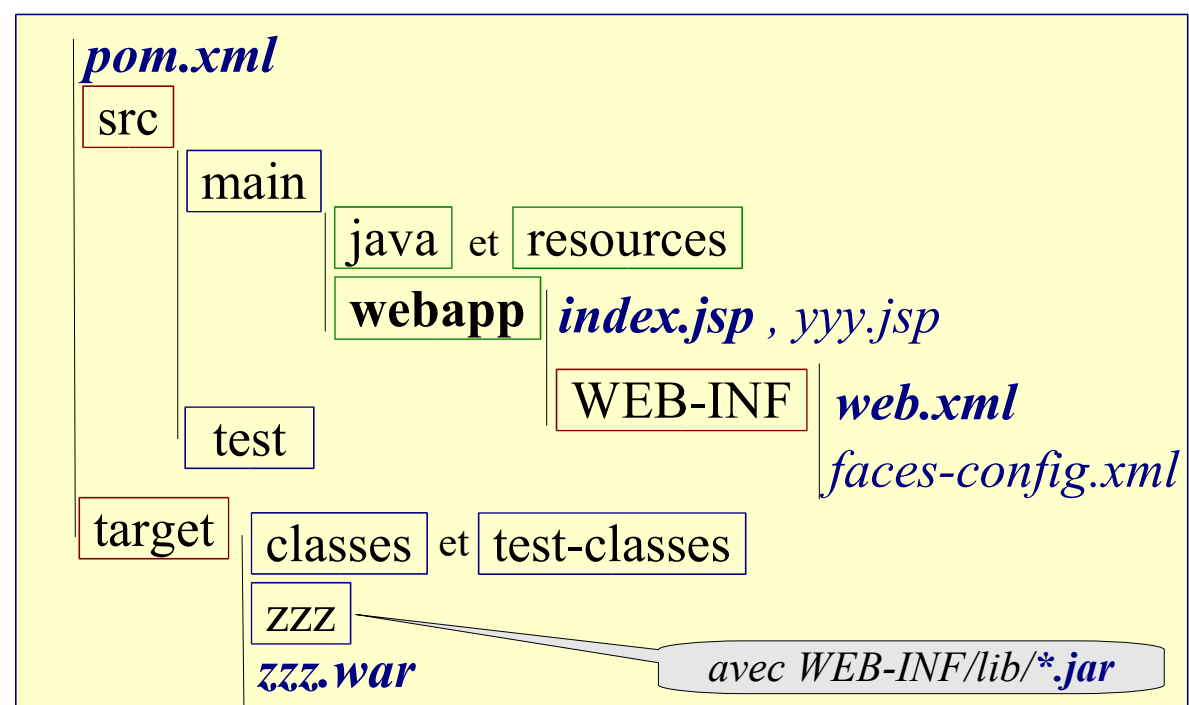 pom.xml
src
main
java et resources
webapp index.jsp , yyy.jsp
WEB-INF web.xml
test
faces-config.xml
target
classes et test-classes
zzz
avec WEB-INF/lib/*.jar
zzz.war